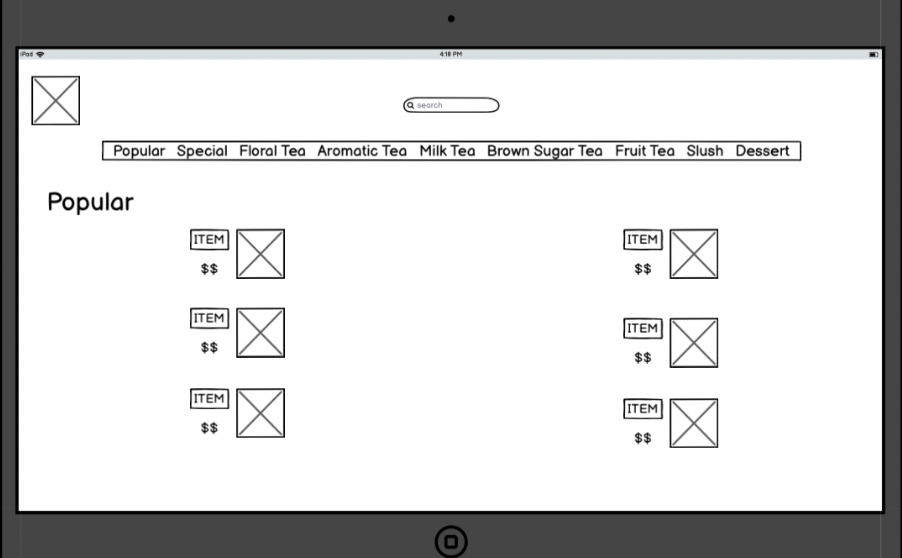 iPad 4:18 PM
search
Popular Special Floral Tea Aromatic Tea Milk Tea Brown Sugar Tea Fruit Tea Slush Dessert
Popular
ITEM ITEM
$$ $$
ITEM ITEM
$$ $$
ITEM ITEM
$$ $$